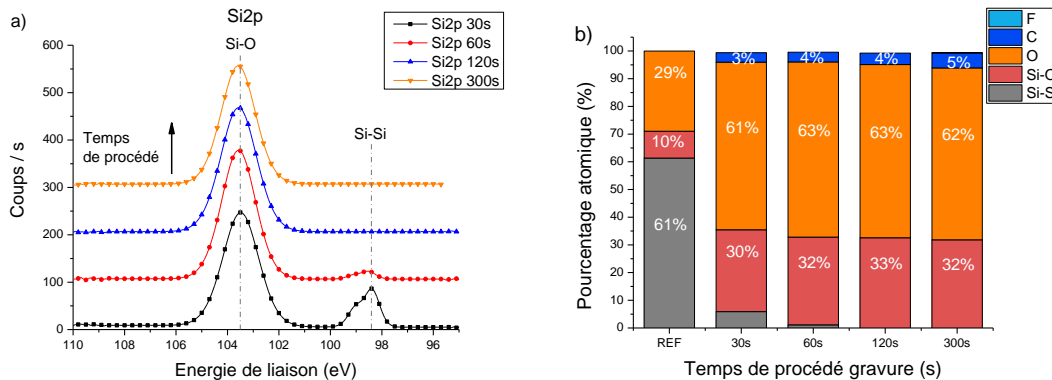 a)
Si2p
Si-O
Si-Si
Si2p 30s
Si2p 60s
Si2p 120s
Si2p 300s
Temps
de procédé
Coups / s
600
500
400
300
200
100
0
110
108
106
104
102
100
98
96
Energie de liaison (eV)
b)
F
C
O
Si-O
Si-S
Pourcentage atomique (%)
100
90
80
70
60
50
40
30
20
10
0
29%
10%
61%
3%
61%
30%
4%
63%
32%
4%
63%
33%
5%
62%
32%
REF
30s
60s
120s
300s
Temps de procédé gravure (s)